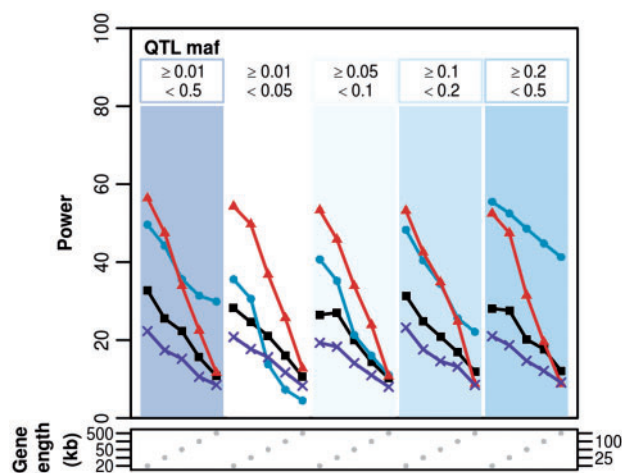 100
80
60
40
20
0
Power
QTL maf
≥ 0.01 ≥ 0.01 ≥ 0.05 ≥ 0.1 ≥ 0.2
< 0.5 < 0.05 < 0.1 < 0.2 < 0.5
Gene
ength
(kb)
500
100
50
25
20